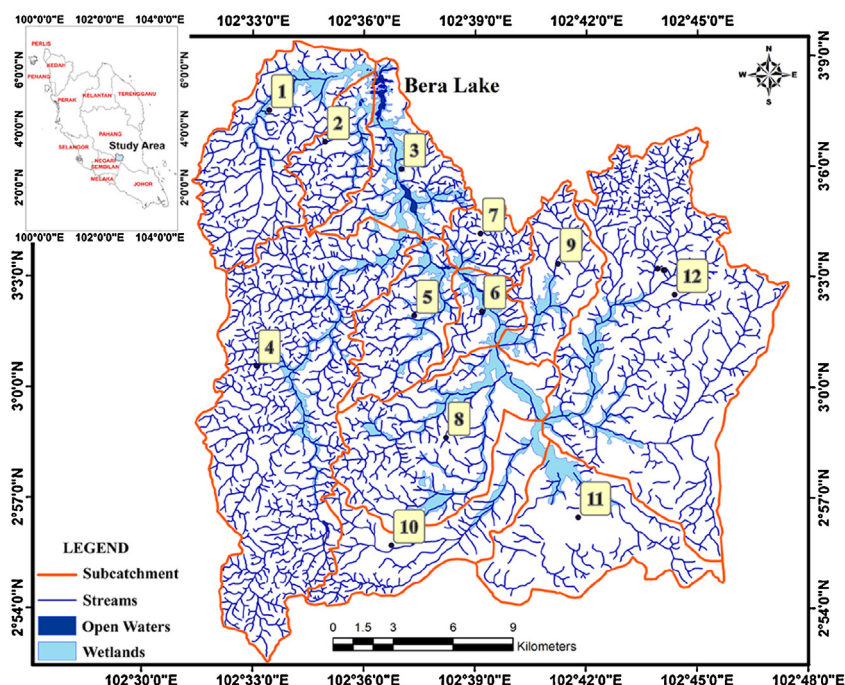 102°33'0"E 102°36'0"E 102°39'0"E 102°42'0"E 102°45'0"E
100°0'0"E 102°0'0"E 104°0'0"E
6°0'0"N
4°0'0"N
2°0'0"N
PERLIS
KEDAH
PENANG
PERAK
KELANTAN
TERENGGANU
PAHANG
SELANGOR
Study Area
NEGARI
SEMBILAN
MELAKA
JOHOR
100°0'0"E 102°0'0"E 104°0'0"E
N
W E
S
Bera Lake
1
2
3
7
9
12
5
6
4
8
11
10
3°9'0"N
3°6'0"N
3°3'0"N
3°0'0"N
2°57'0"N
2°54'0"N
3°3'0"N
3°0'0"N
2°57'0"N
2°54'0"N
LEGEND
Subcatchment
Streams
Open Waters
Wetlands
0 1.5 3 6 9
Kilometers
102°30'0"E 102°33'0"E 102°36'0"E 102°39'0"E 102°42'0"E 102°45'0"E 102°48'0"E